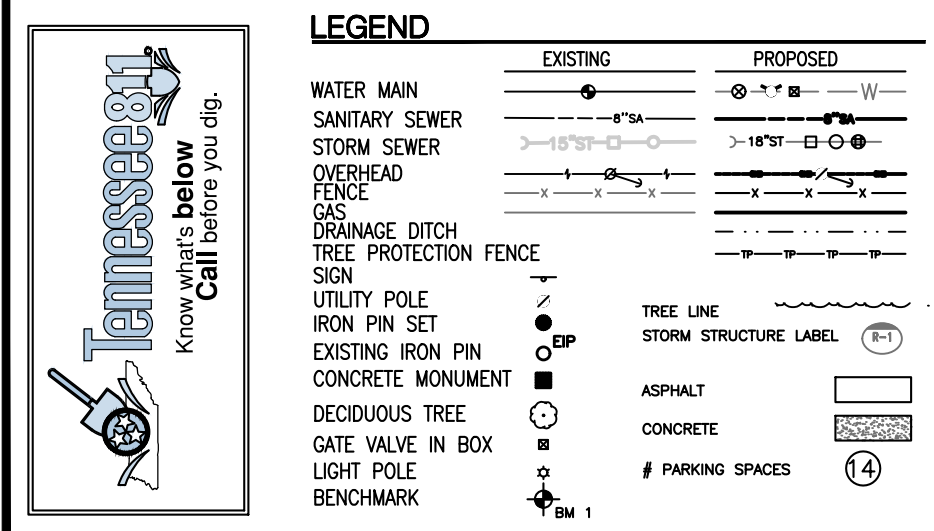 Tennessee811
Know what's below
Call before you dig.
LEGEND
EXISTING PROPOSED
WATER MAIN W
SANITARY SEWER 8"SA 8"SA
STORM SEWER 15"ST 18"ST
OVERHEAD
FENCE X X X X X X
GAS
DRAINAGE DITCH
TREE PROTECTION FENCE TP TP TP TP
SIGN
UTILITY POLE
IRON PIN SET
EXISTING IRON PIN EIP
CONCRETE MONUMENT
DECIDUOUS TREE
GATE VALVE IN BOX
LIGHT POLE
BENCHMARK BM 1
TREE LINE
STORM STRUCTURE LABEL R-1
ASPHALT
CONCRETE
# PARKING SPACES 14